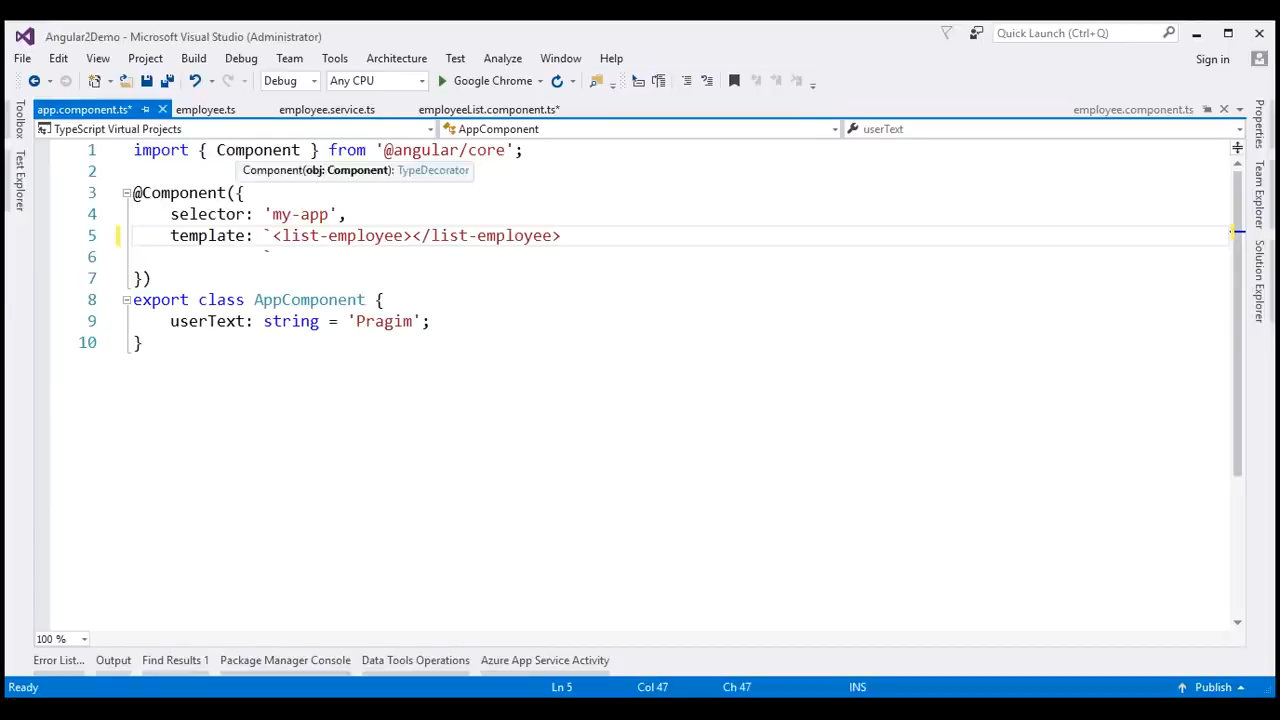 Angular2Demo - Microsoft Visual Studio (Administrator)
Quick Launch (Ctrl+Q)
File Edit View Project Build Debug Team Tools Architecture Test Analyze Window Help
Sign in
Debug Any CPU Google Chrome
app.component.ts* employee.ts employee.service.ts employeeList.component.ts* employee.component.ts
TypeScript Virtual Projects AppComponent userText
Toolbox
Test Explorer
Properties
Team Explorer
Solution Explorer
1 import { Component } from '@angular/core';
2 Component(obj: Component): TypeDecorator
3 @Component({
4 selector: 'my-app',
5 template: `<list-employee></list-employee>
6 `
7 })
8 export class AppComponent {
9 userText: string = 'Pragim';
10 }
100 %
Error List... Output Find Results 1 Package Manager Console Data Tools Operations Azure App Service Activity
Ready Ln 5 Col 47 Ch 47 INS Publish